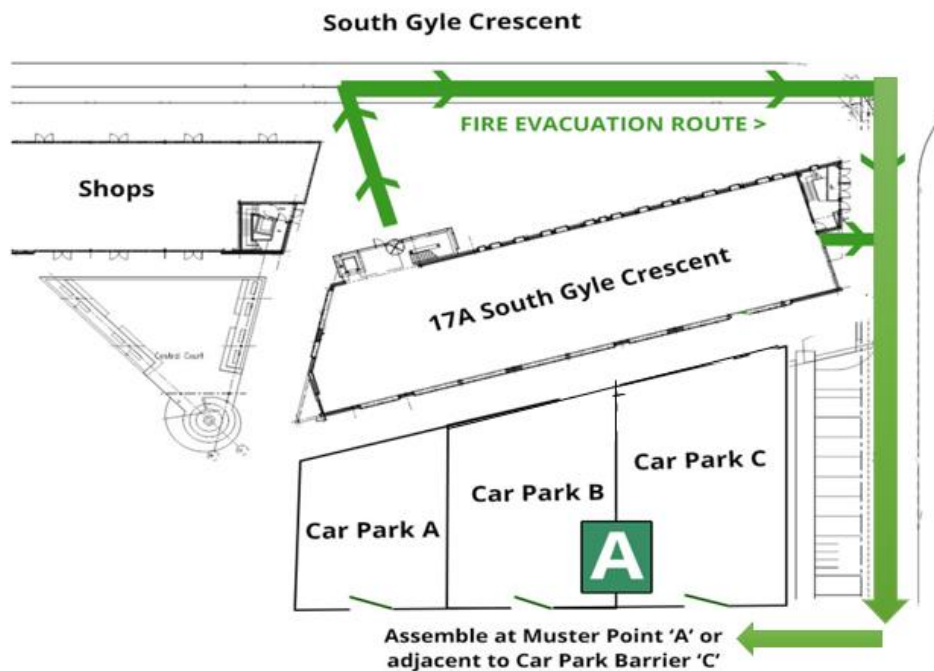 South Gyle Crescent
FIRE EVACUATION ROUTE >
Shops
17A South Gyle Crescent
Central Court
Car Park A
Car Park B
Car Park C
A
Assemble at Muster Point ‘A’ or
adjacent to Car Park Barrier ‘C’